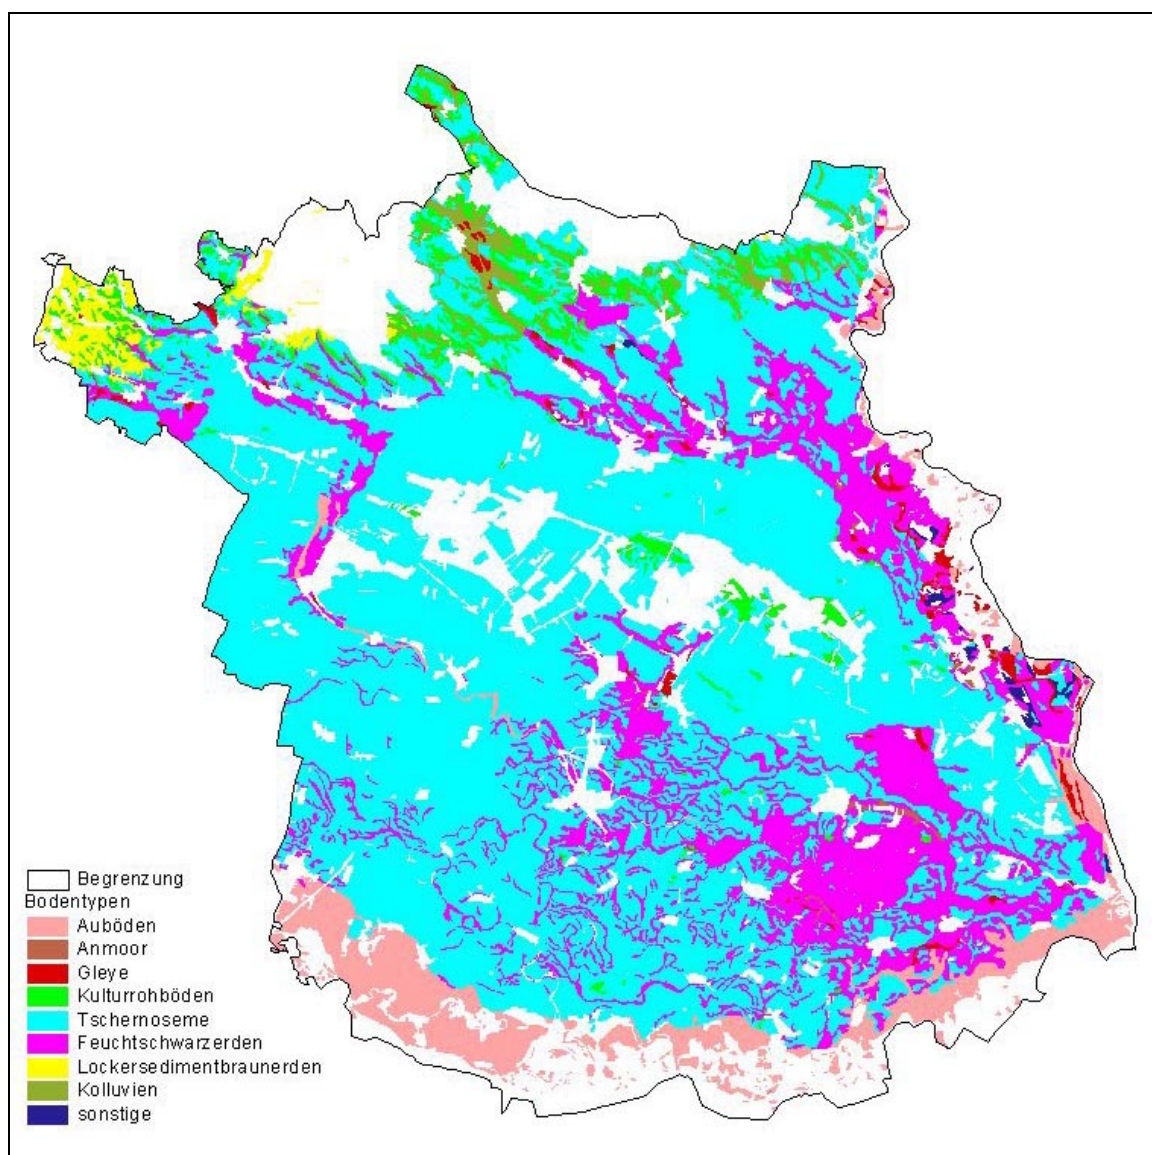 Begrenzung
Bodentypen
Auböden
Anmoor
Gleye
Kulturrohböden
Tschernoseme
Feuchtschwarzerden
Lockersedimentbraunerden
Kolluvien
sonstige